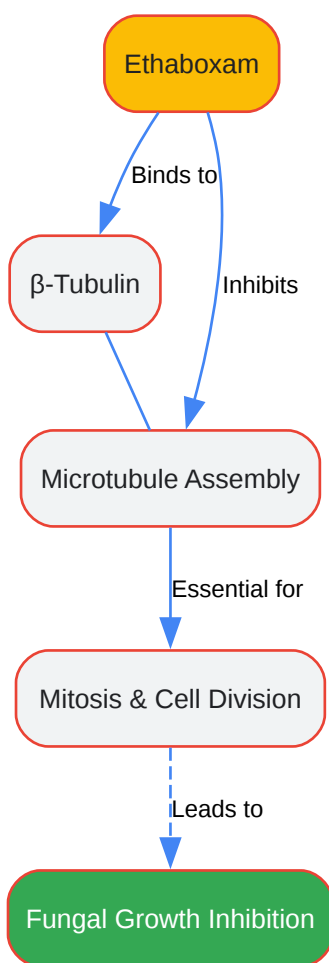 Ethaboxam
Binds to
β-Tubulin
Inhibits
Microtubule Assembly
Essential for
Mitosis & Cell Division
Leads to
Fungal Growth Inhibition